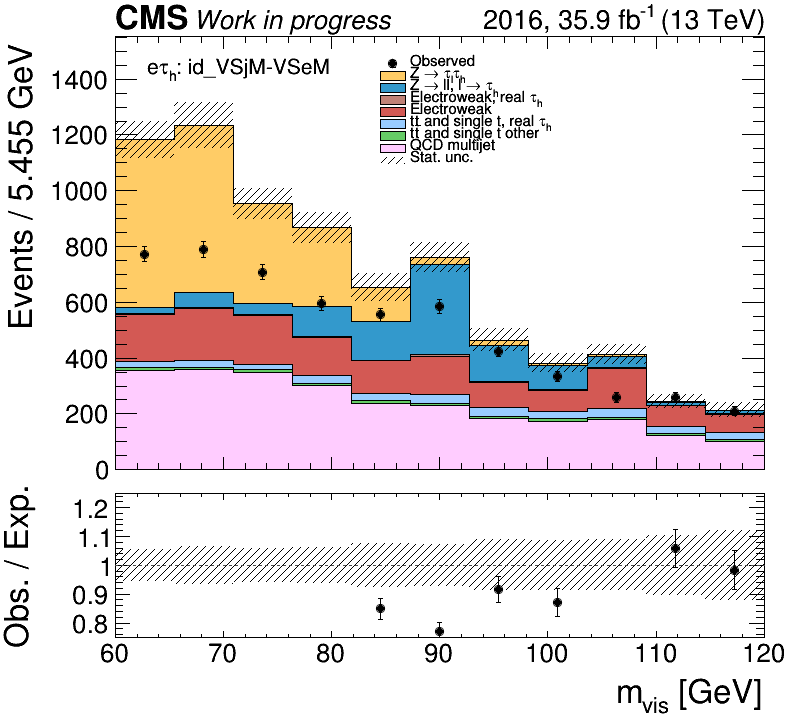 CMS Work in progress
2016, 35.9 fb-1 (13 TeV)
Events / 5.455 GeV
1400
1200
1000
800
600
400
200
0
eτh: id_VSjM-VSeM
Observed
Z → τlτh
Z → ll, l → τh
Electroweak, real τh
Electroweak
tt and single t, real τh
tt and single t other
QCD multijet
Stat. unc.
Obs. / Exp.
1.2
1.1
1
0.9
0.8
60 70 80 90 100 110 120
mvis [GeV]